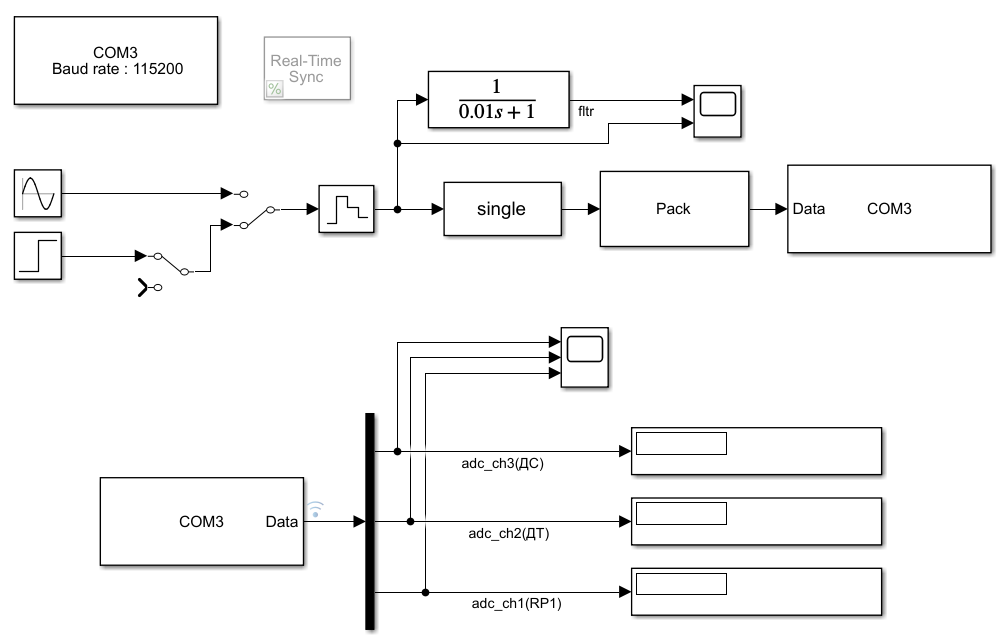 COM3
Baud rate : 115200
Real-Time
Sync
%
1
0.01s + 1
fltr
single
Pack
Data
COM3
COM3
Data
adc_ch3(ДС)
adc_ch2(ДТ)
adc_ch1(RP1)